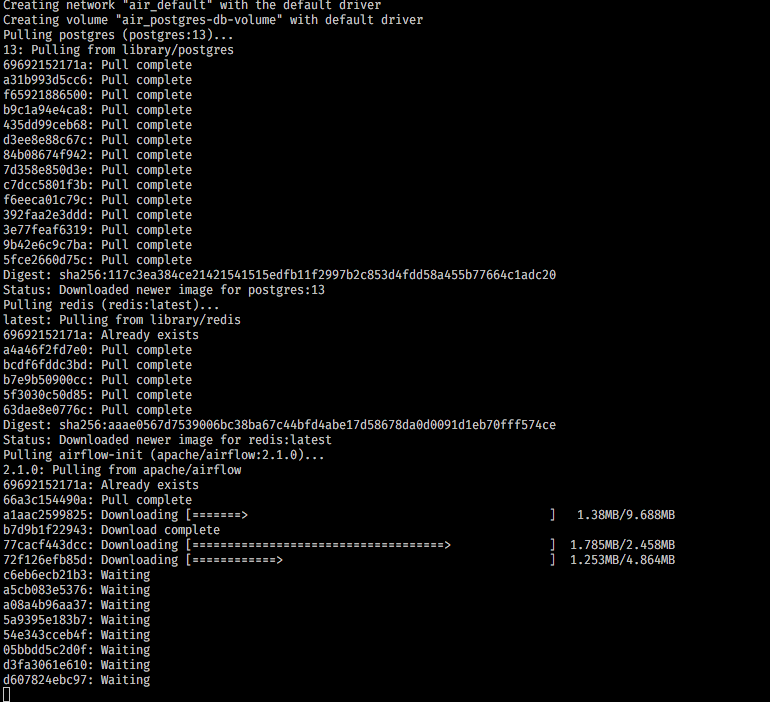 Creating network "air_default" with the default driver
Creating volume "air_postgres-db-volume" with default driver
Pulling postgres (postgres:13)...
13: Pulling from library/postgres
69692152171a: Pull complete
a31b993d5cc6: Pull complete
f65921886500: Pull complete
b9c1a94e4ca8: Pull complete
435dd99ceb68: Pull complete
d3ee8e88c67c: Pull complete
84b08674f942: Pull complete
7d358e850d3e: Pull complete
c7dcc5801f3b: Pull complete
f6eeca01c79c: Pull complete
392faa2e3ddd: Pull complete
3e77feaf6319: Pull complete
9b42e6c9c7ba: Pull complete
5fce2660d75c: Pull complete
Digest: sha256:117c3ea384ce21421541515edfb11f2997b2c853d4fdd58a455b77664c1adc20
Status: Downloaded newer image for postgres:13
Pulling redis (redis:latest)...
latest: Pulling from library/redis
69692152171a: Already exists
a4a46f2fd7e0: Pull complete
bcdf6fddc3bd: Pull complete
b7e9b50900cc: Pull complete
5f3030c50d85: Pull complete
63dae8e0776c: Pull complete
Digest: sha256:aaae0567d7539006bc38ba67c44bfd4abe17d58678da0d0091d1eb70fff574ce
Status: Downloaded newer image for redis:latest
Pulling airflow-init (apache/airflow:2.1.0)...
2.1.0: Pulling from apache/airflow
69692152171a: Already exists
66a3c154490a: Pull complete
a1aac2599825: Downloading [=======>                                           ]   1.38MB/9.688MB
b7d9b1f22943: Download complete
77cacf443dcc: Downloading [====================================>              ]  1.785MB/2.458MB
72f126efb85d: Downloading [============>                                      ]  1.253MB/4.864MB
c6eb6ecb21b3: Waiting
a5cb083e5376: Waiting
a08a4b96aa37: Waiting
5a9395e183b7: Waiting
54e343cceb4f: Waiting
05bbdd5c2d0f: Waiting
d3fa3061e610: Waiting
d607824ebc97: Waiting